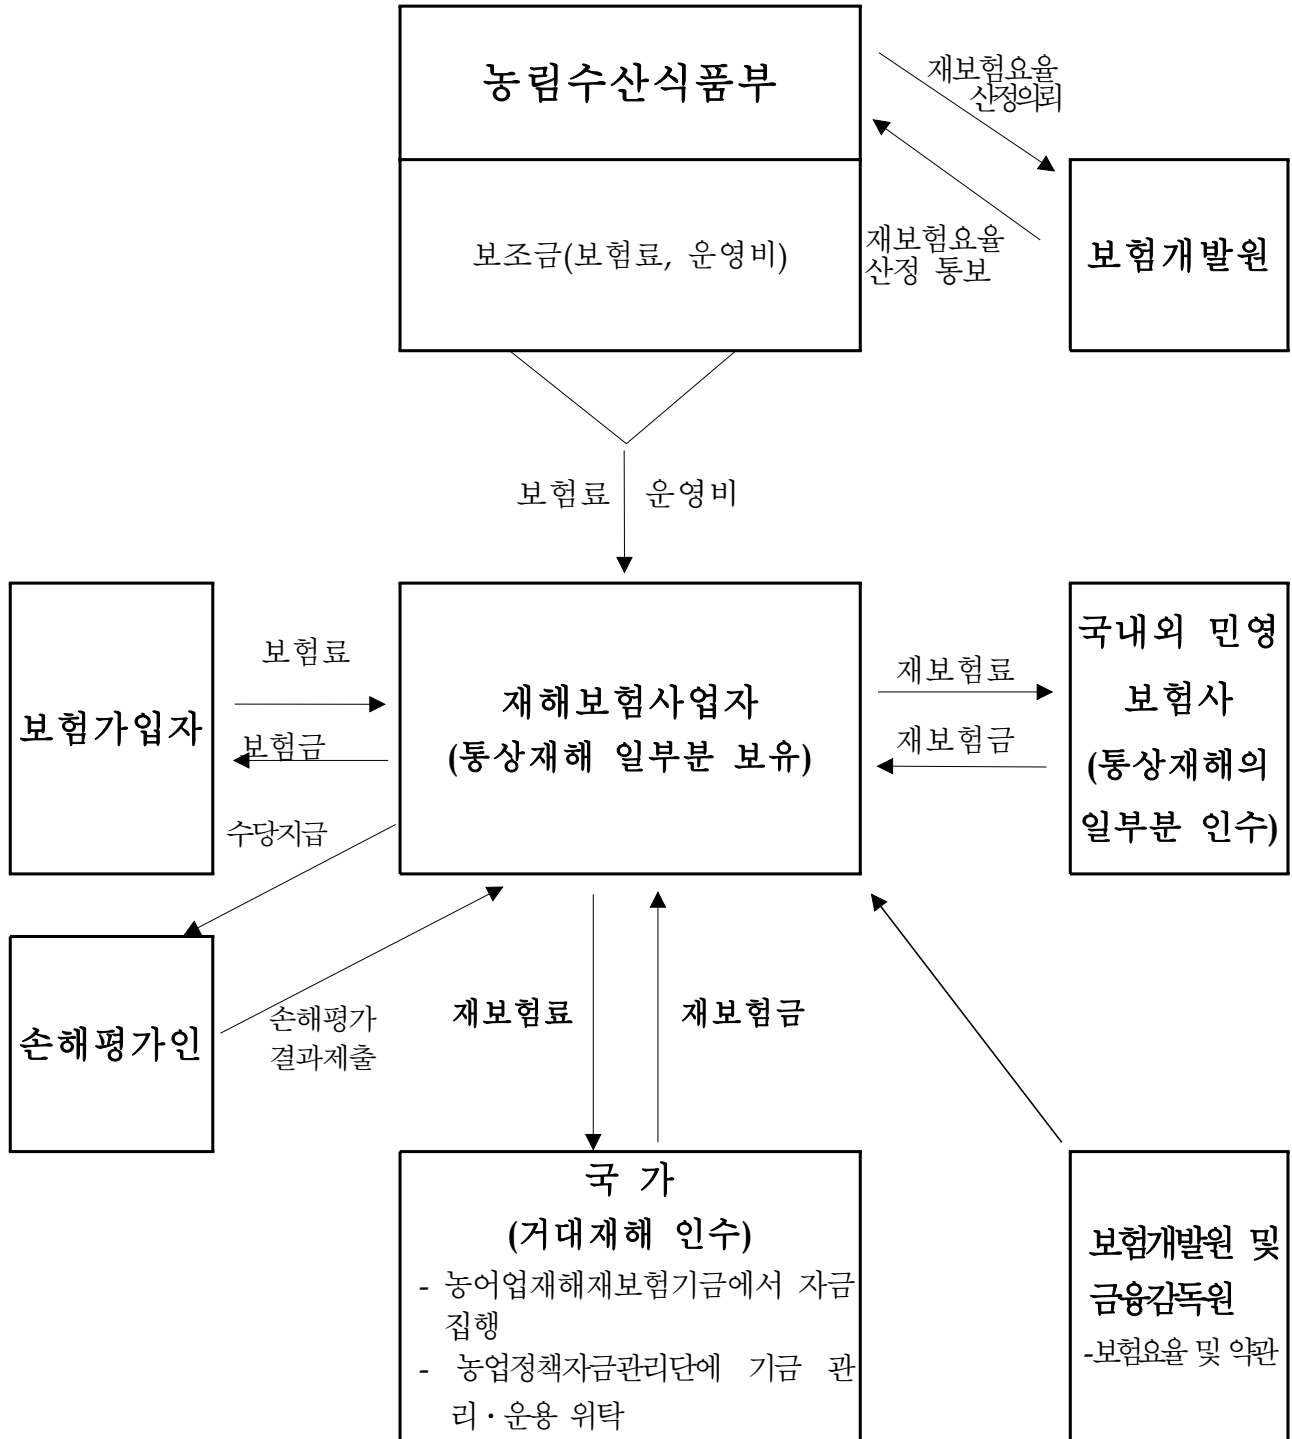 농림수산식품부
재보험요율
산정의뢰
보조금(보험료, 운영비)
재보험요율
산정 통보
보험개발원
보험료
운영비
보험가입자
보험료
보험금
재해보험사업자
(통상재해 일부분 보유)
재보험료
재보험금
국내외 민영
보험사
(통상재해의
일부분 인수)
수당지급
손해평가인
손해평가
결과제출
재보험료
재보험금
국 가
(거대재해 인수)
- 농어업재해재보험기금에서 자금
집행
- 농업정책자금관리단에 기금 관
리·운용 위탁
보험개발원 및
금융감독원
-보험요율 및 약관